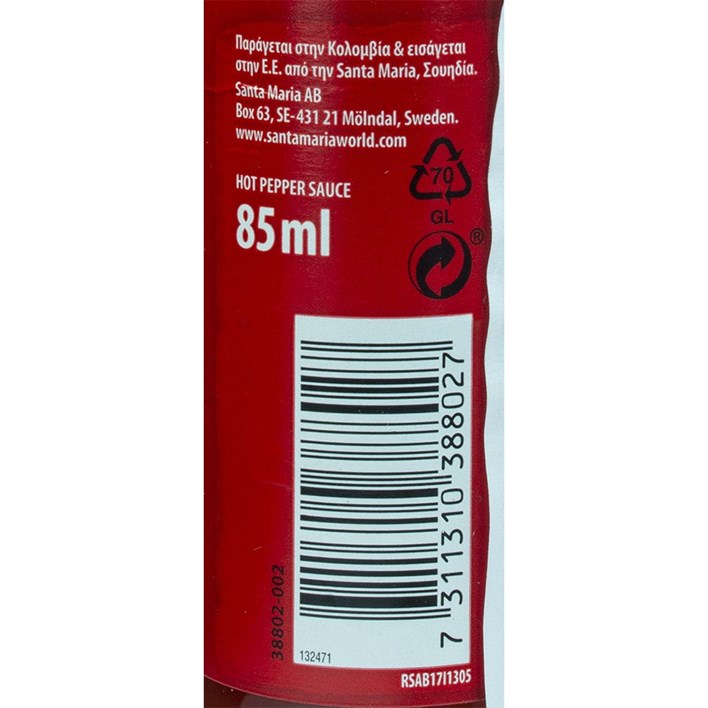 Παράγεται στην Κολομβία & εισάγεται
στην Ε.Ε. από την Santa Maria, Σουηδία.
Santa Maria AB
Box 63, SE-431 21 Mölndal, Sweden.
www.santamariaworld.com
70
GL
HOT PEPPER SAUCE
85 ml
®
7 311310 388027
38802-002
132471
RSAB17I1305